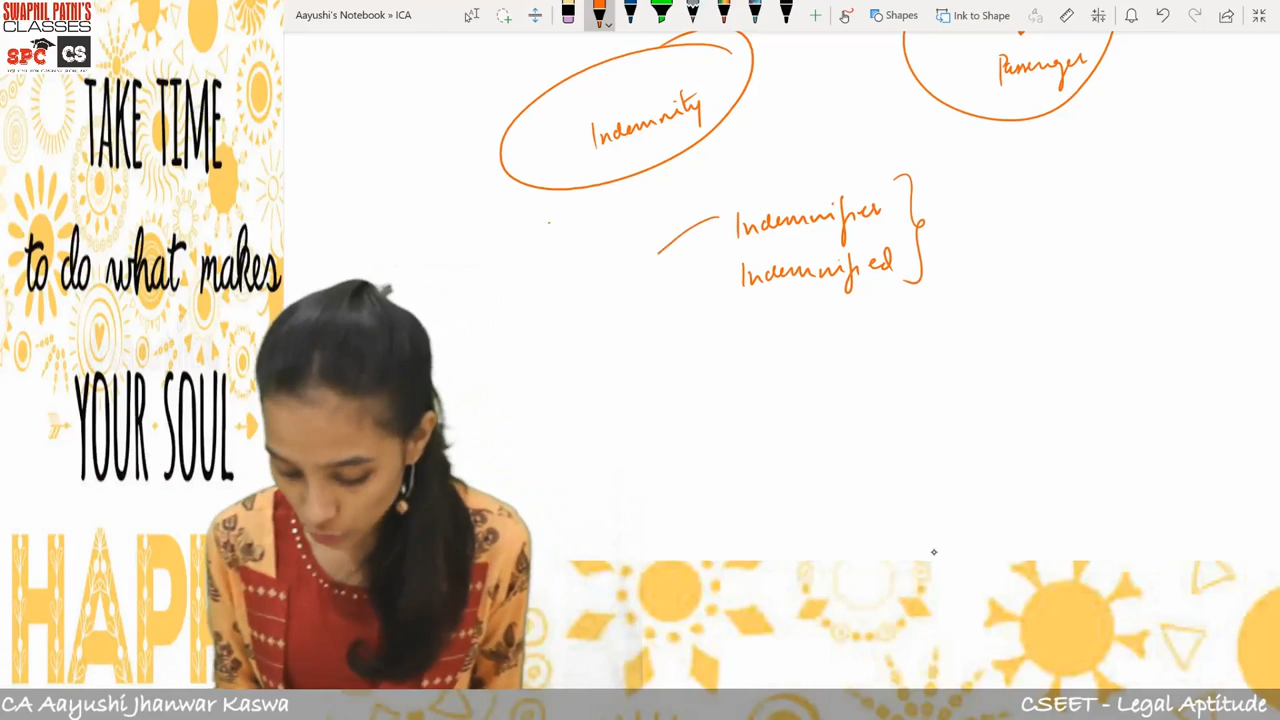 SWAPNIL PATNI'S
CLASSES
SPC CS
Aayushi's Notebook » ICA
Shapes
Ink to Shape
Passenger
Indemnity
Indemnifier
Indemnified
TAKE TIME
to do what makes
YOUR SOUL
HAPP
CA Aayushi Jhanwar Kaswa
CSEET - Legal Aptitude